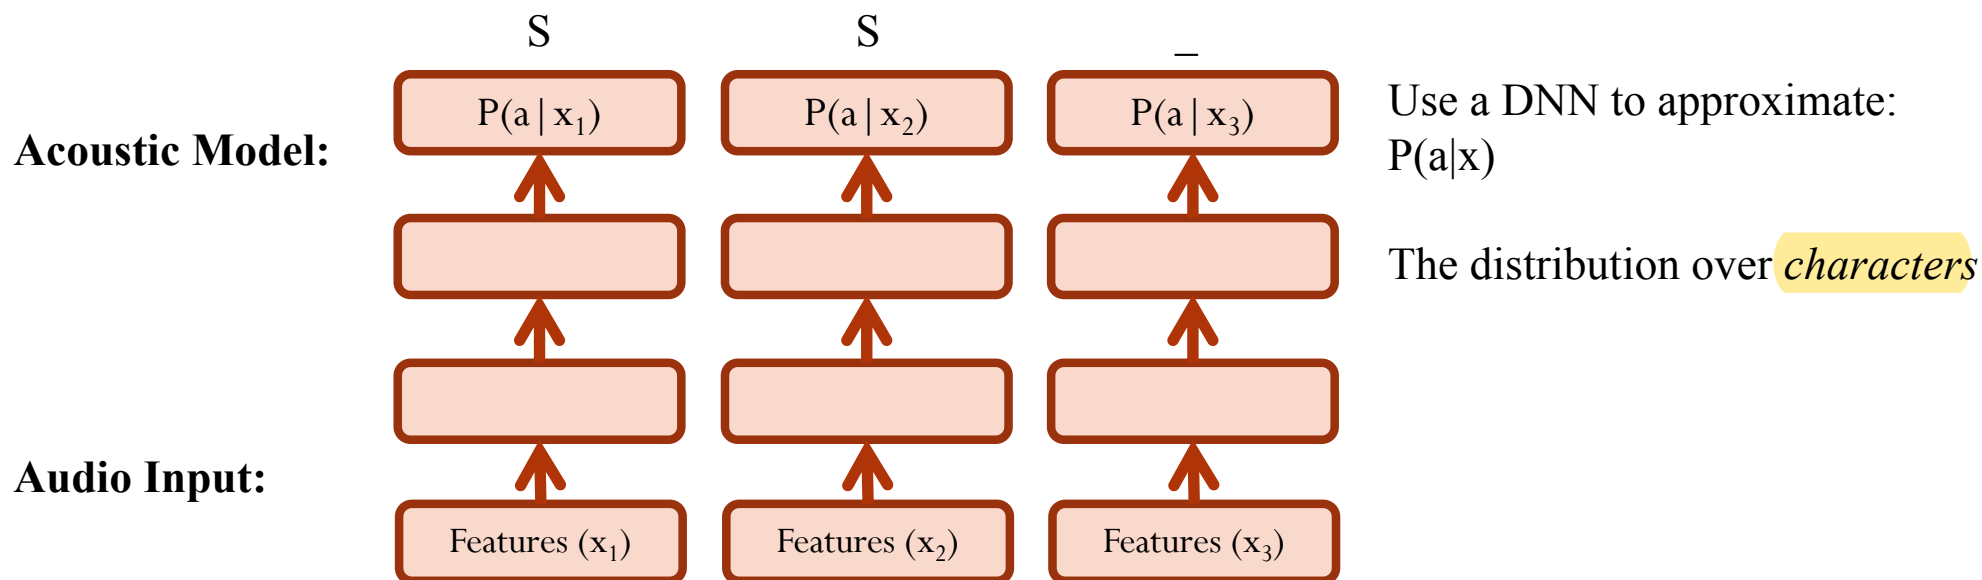 S S _
P(a|x₁) P(a|x₂) P(a|x₃)
Acoustic Model:
Use a DNN to approximate:
P(a|x)
The distribution over characters
Audio Input:
Features (x₁) Features (x₂) Features (x₃)